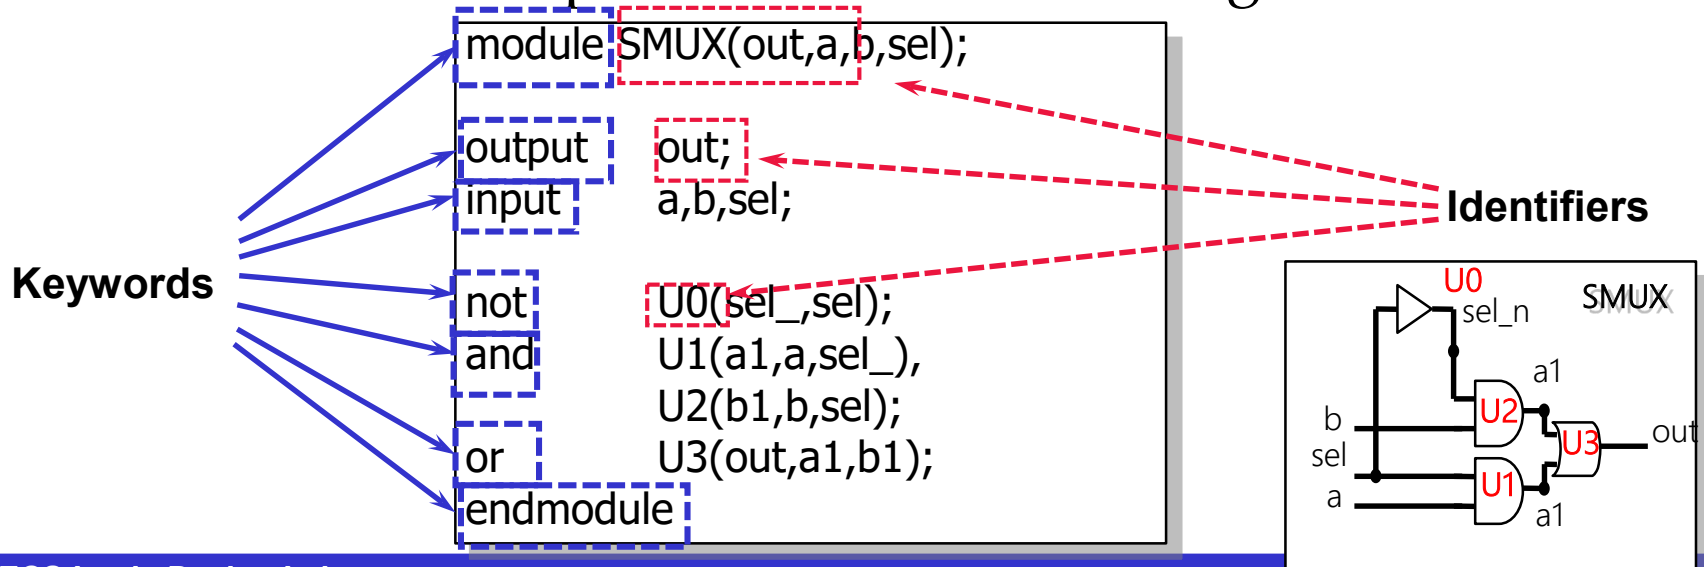 module SMUX(out,a,b,sel);
output out;
input a,b,sel;
not U0(sel_,sel);
and U1(a1,a,sel_),
U2(b1,b,sel);
or U3(out,a1,b1);
endmodule
Keywords
Identifiers
SMUX
U0
sel_n
a1
U2
b
U3
out
sel
U1
a
a1